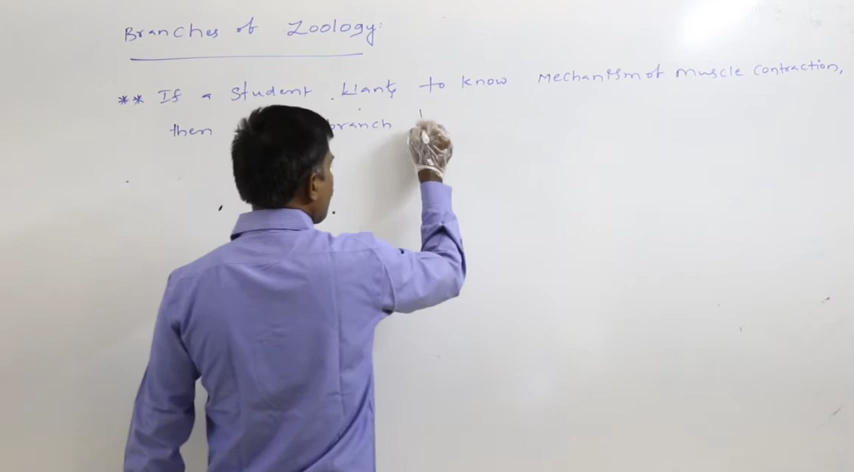 Branches of Zoology:
** If a student wants to know Mechanism of muscle contraction,
then branch